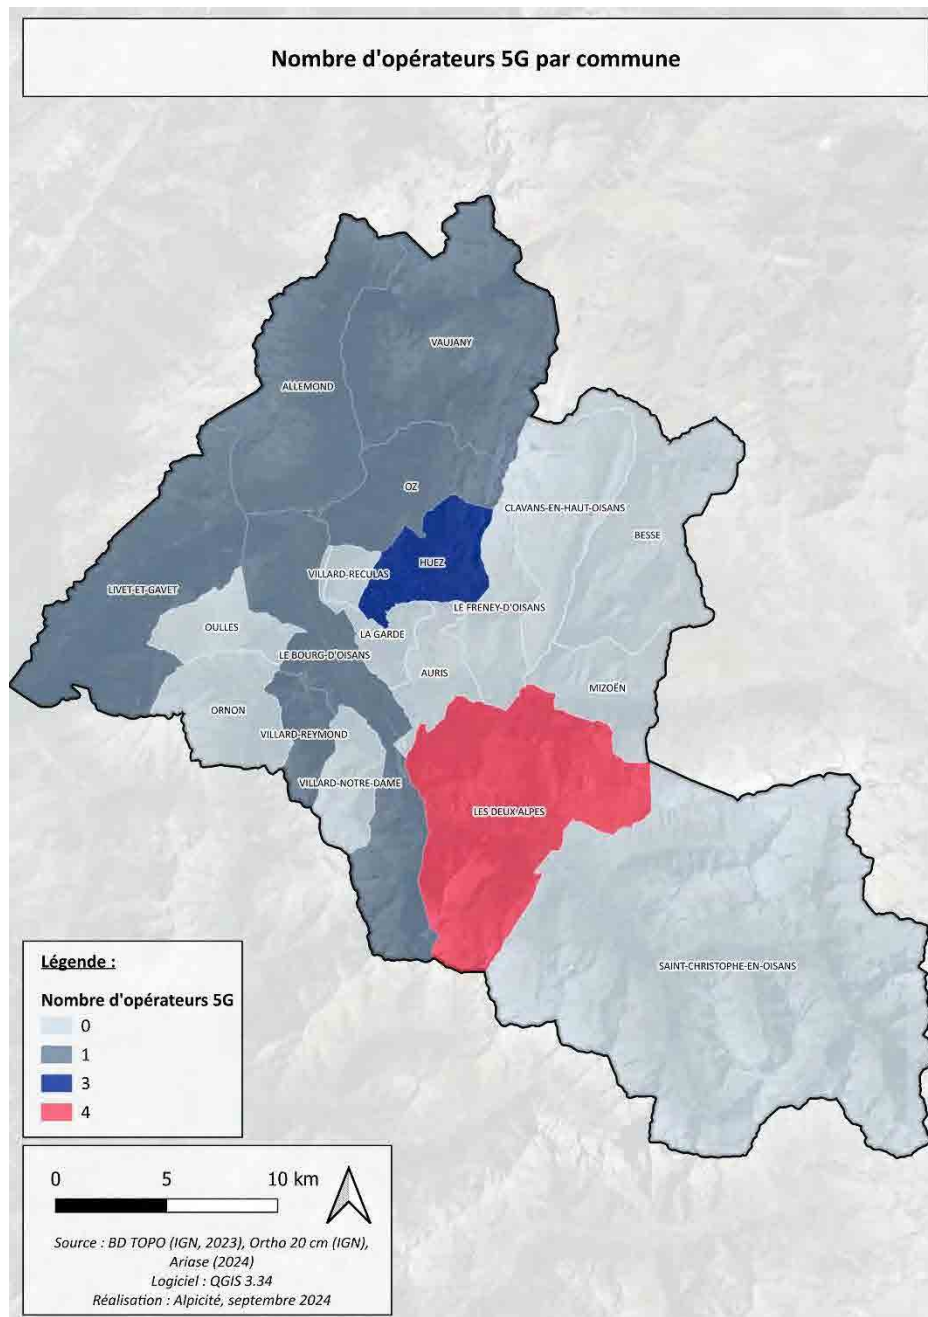 Nombre d'opérateurs 5G par commune
VAUJANY
ALLEMOND
OZ
CLAVANS-EN-HAUT-OISANS
BESSE
HUEZ
VILLARD-RECULAS
LIVET-ET-GAVET
LE FRENEY-D'OISANS
OULLES
LA GARDE
LE BOURG-D'OISANS
AURIS
MIZOËN
ORNON
VILLARD-REYMOND
VILLARD-NOTRE-DAME
LES DEUX ALPES
SAINT-CHRISTOPHE-EN-OISANS
Légende :
Nombre d'opérateurs 5G
0
1
3
4
0 5 10 km
Source : BD TOPO (IGN, 2023), Ortho 20 cm (IGN),
Ariase (2024)
Logiciel : QGIS 3.34
Réalisation : Alpicité, septembre 2024